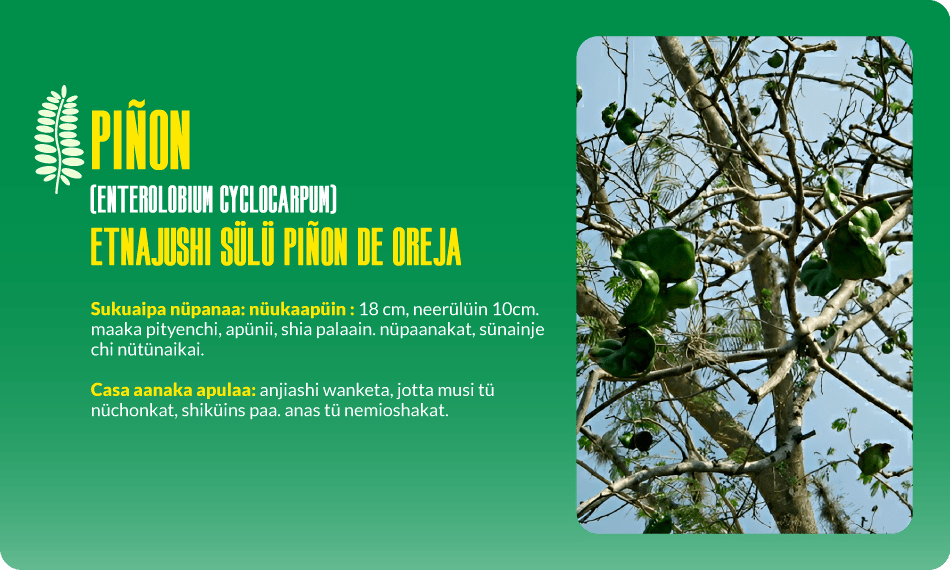 PIÑON
(ENTEROLOBIUM CYCLOCARPUM)
ETNAJUSHI SÜLÜ PIÑON DE OREJA
Sukuaipa nüpanaa: nüukaapüin : 18 cm, neerülüin 10cm.
maaka pityenchi, apünii, shia palaain. nüpaanakat, sünainje
chi nütünaikai.
Casa aanaka apulaa: anjiashi wanketa, jotta musi tü
nüchonkat, shiküins paa. anas tü nemioshakat.